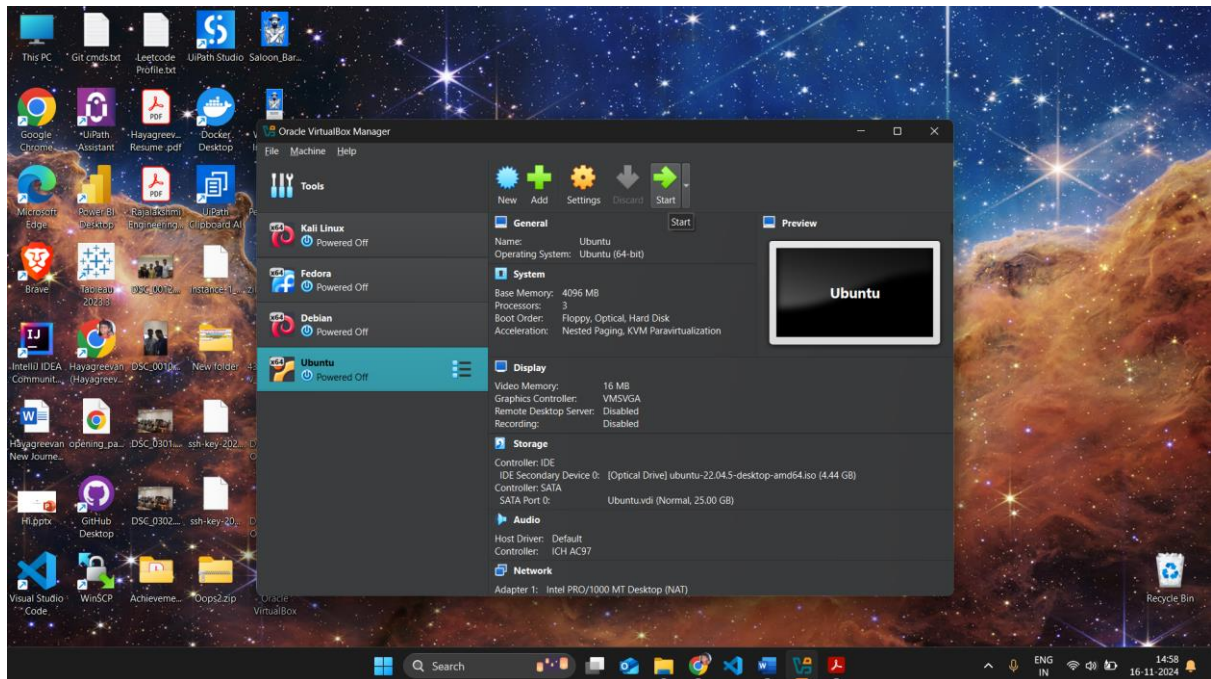 This PC
Git cmds.txt
Leetcode
Profile.txt
UiPath Studio
Saloon_Bar...
Google
Chrome
UiPath
Assistant
Hayagreev...
Resume .pdf
Docker
Desktop
Microsoft
Edge
Power BI
Desktop
Rajalakshmi
Engineering...
UiPath
Clipboard AI
Brave
Tableau
2023.3
DSC_0012...
instance-1_...
IntelliJ IDEA
Communit...
Hayagreevan
(Hayagreev...
DSC_0010...
New folder
Hayagreevan
New Journe...
opening_pa...
DSC_0301...
ssh-key-202...
Hi.pptx
GitHub
Desktop
DSC_0302...
ssh-key-20...
Visual Studio
Code
WinSCP
Achieveme...
Oops2.zip
Oracle
VirtualBox
Oracle VirtualBox Manager
File Machine Help
Tools
Kali Linux
Powered Off
Fedora
Powered Off
Debian
Powered Off
Ubuntu
Powered Off
New Add Settings Discard Start
Start
General
Name: Ubuntu
Operating System: Ubuntu (64-bit)
System
Base Memory: 4096 MB
Processors: 3
Boot Order: Floppy, Optical, Hard Disk
Acceleration: Nested Paging, KVM Paravirtualization
Preview
Ubuntu
Display
Video Memory: 16 MB
Graphics Controller: VMSVGA
Remote Desktop Server: Disabled
Recording: Disabled
Storage
Controller: IDE
IDE Secondary Device 0: [Optical Drive] ubuntu-22.04.5-desktop-amd64.iso (4.44 GB)
Controller: SATA
SATA Port 0: Ubuntu.vdi (Normal, 25.00 GB)
Audio
Host Driver: Default
Controller: ICH AC97
Network
Adapter 1: Intel PRO/1000 MT Desktop (NAT)
Recycle Bin
Search
ENG
IN
14:58
16-11-2024